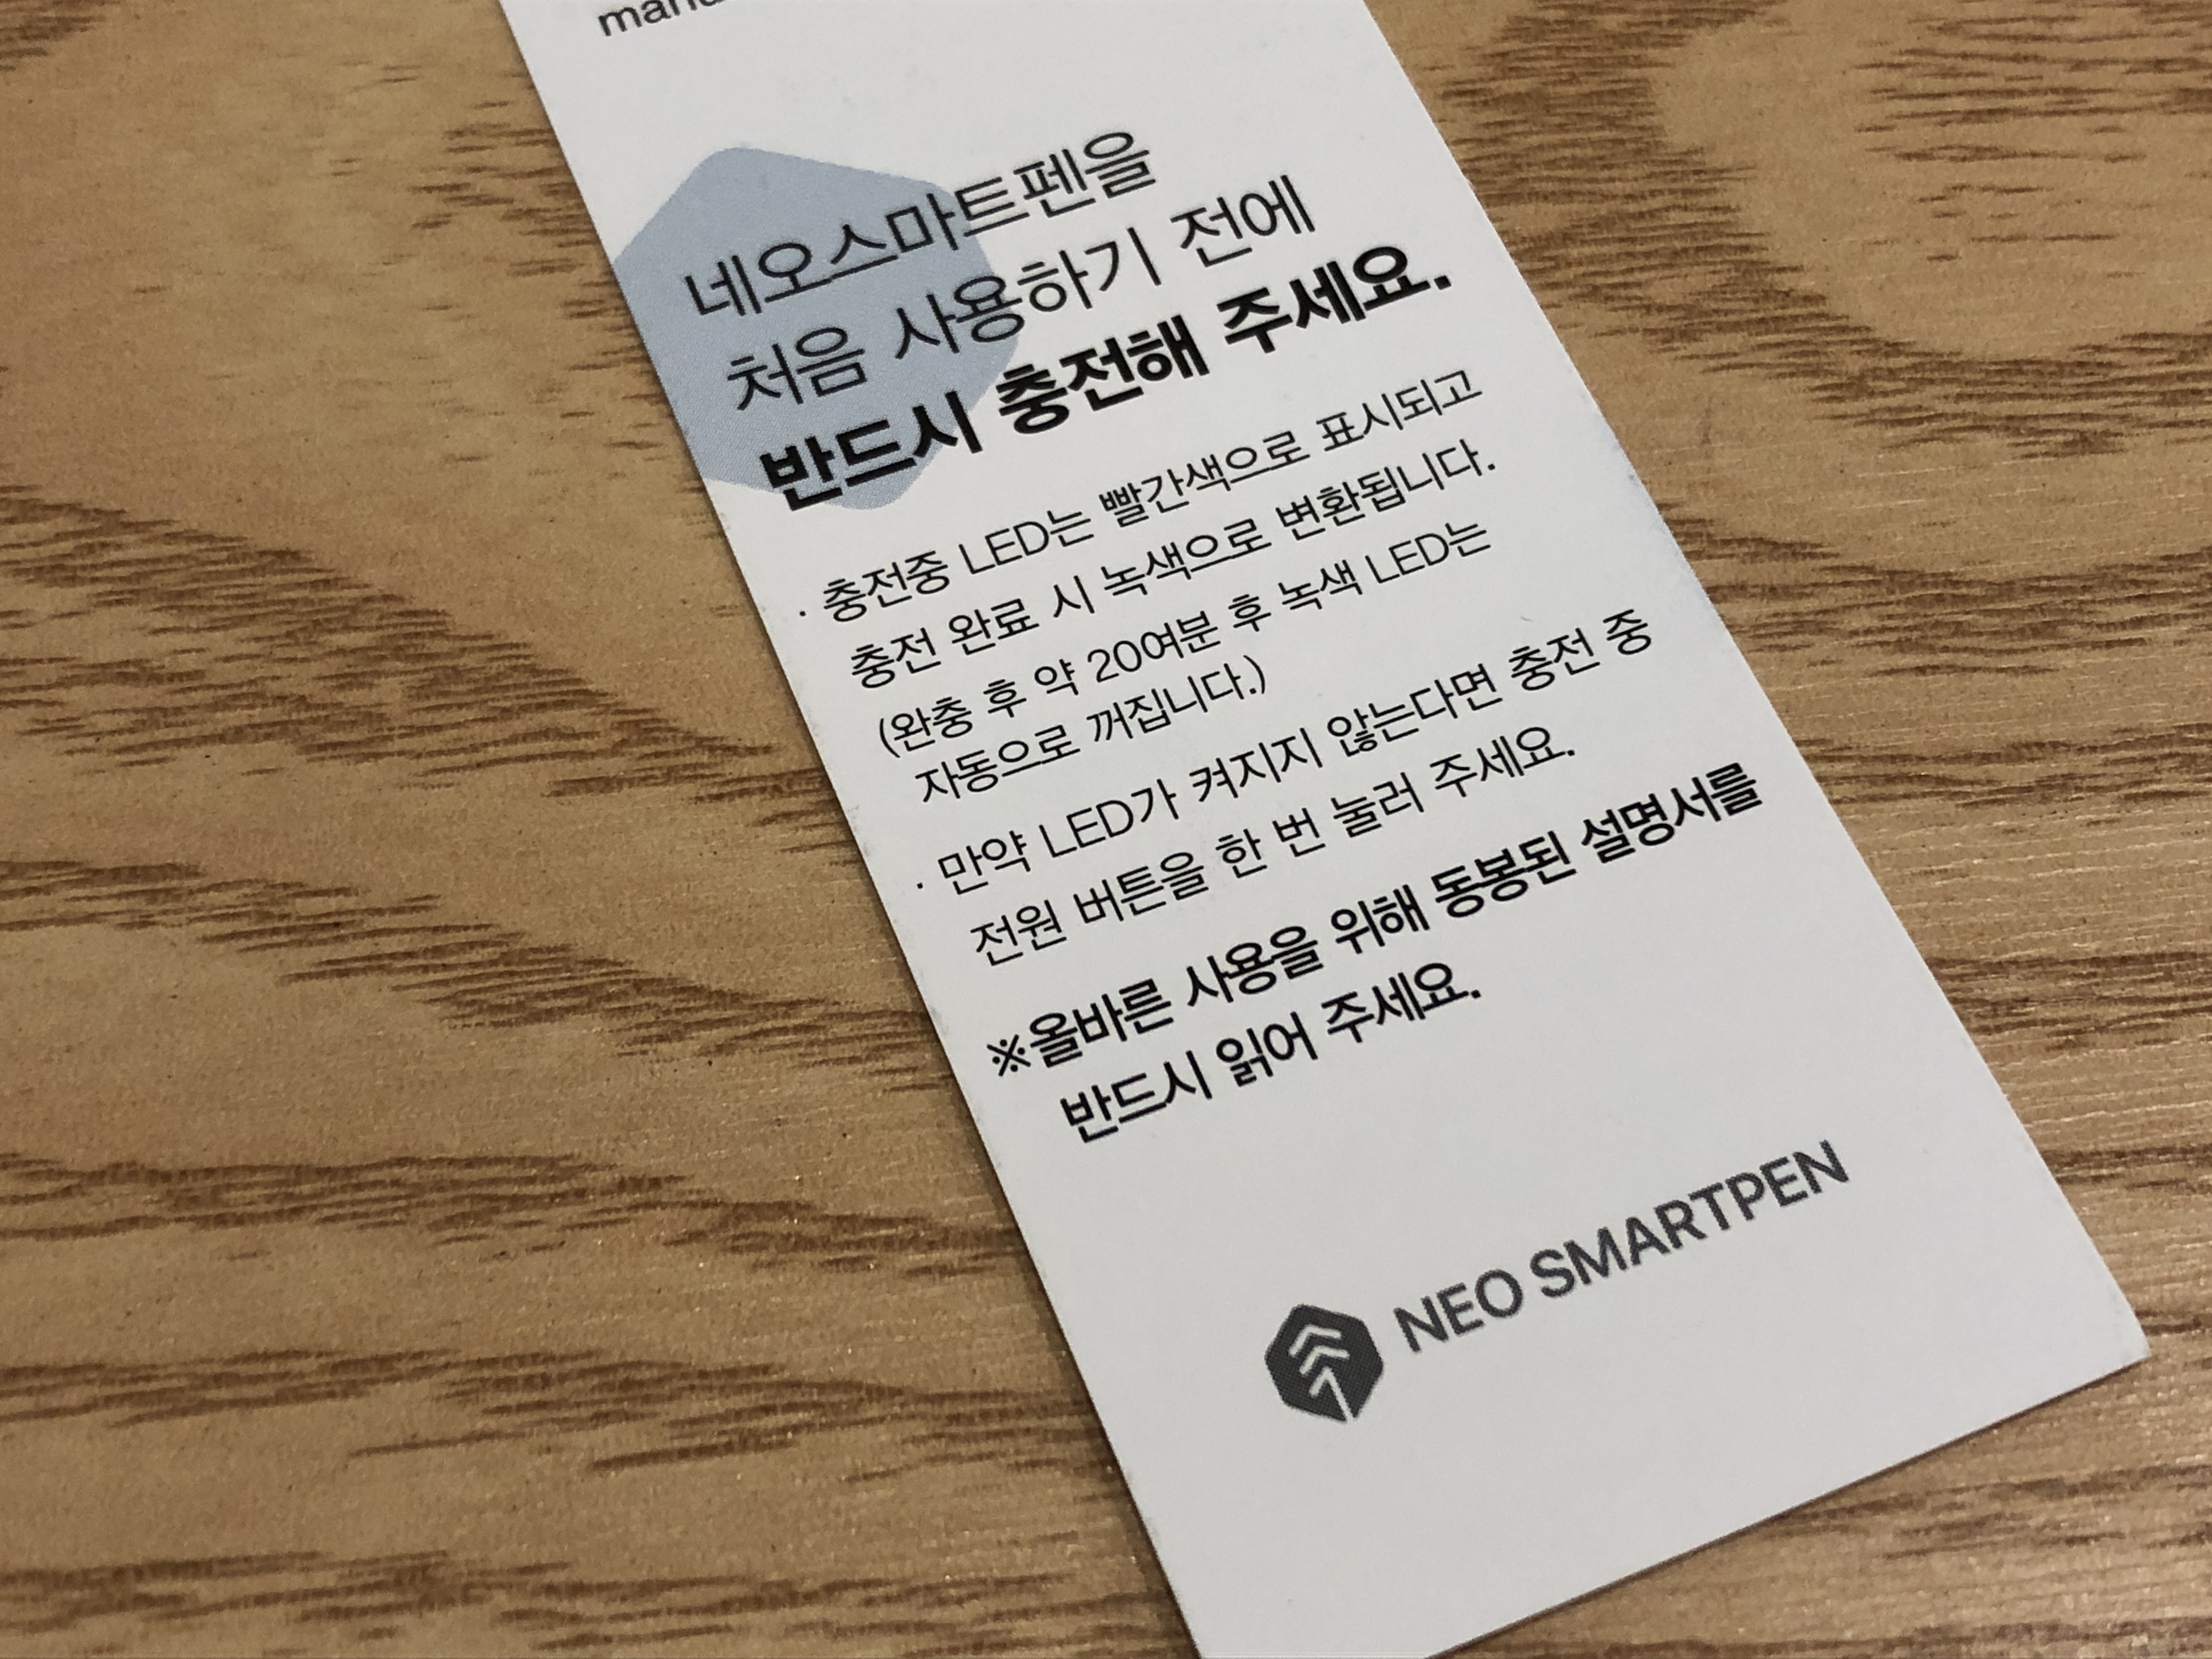 네오스마트펜을
처음 사용하기 전에
반드시 충전해 주세요.
· 충전중 LED는 빨간색으로 표시되고
충전 완료 시 녹색으로 변환됩니다.
(완충 후 약 20여분 후 녹색 LED는
자동으로 꺼집니다.)
· 만약 LED가 켜지지 않는다면 충전 중
전원 버튼을 한 번 눌러 주세요.
※올바른 사용을 위해 동봉된 설명서를
반드시 읽어 주세요.
NEO SMARTPEN